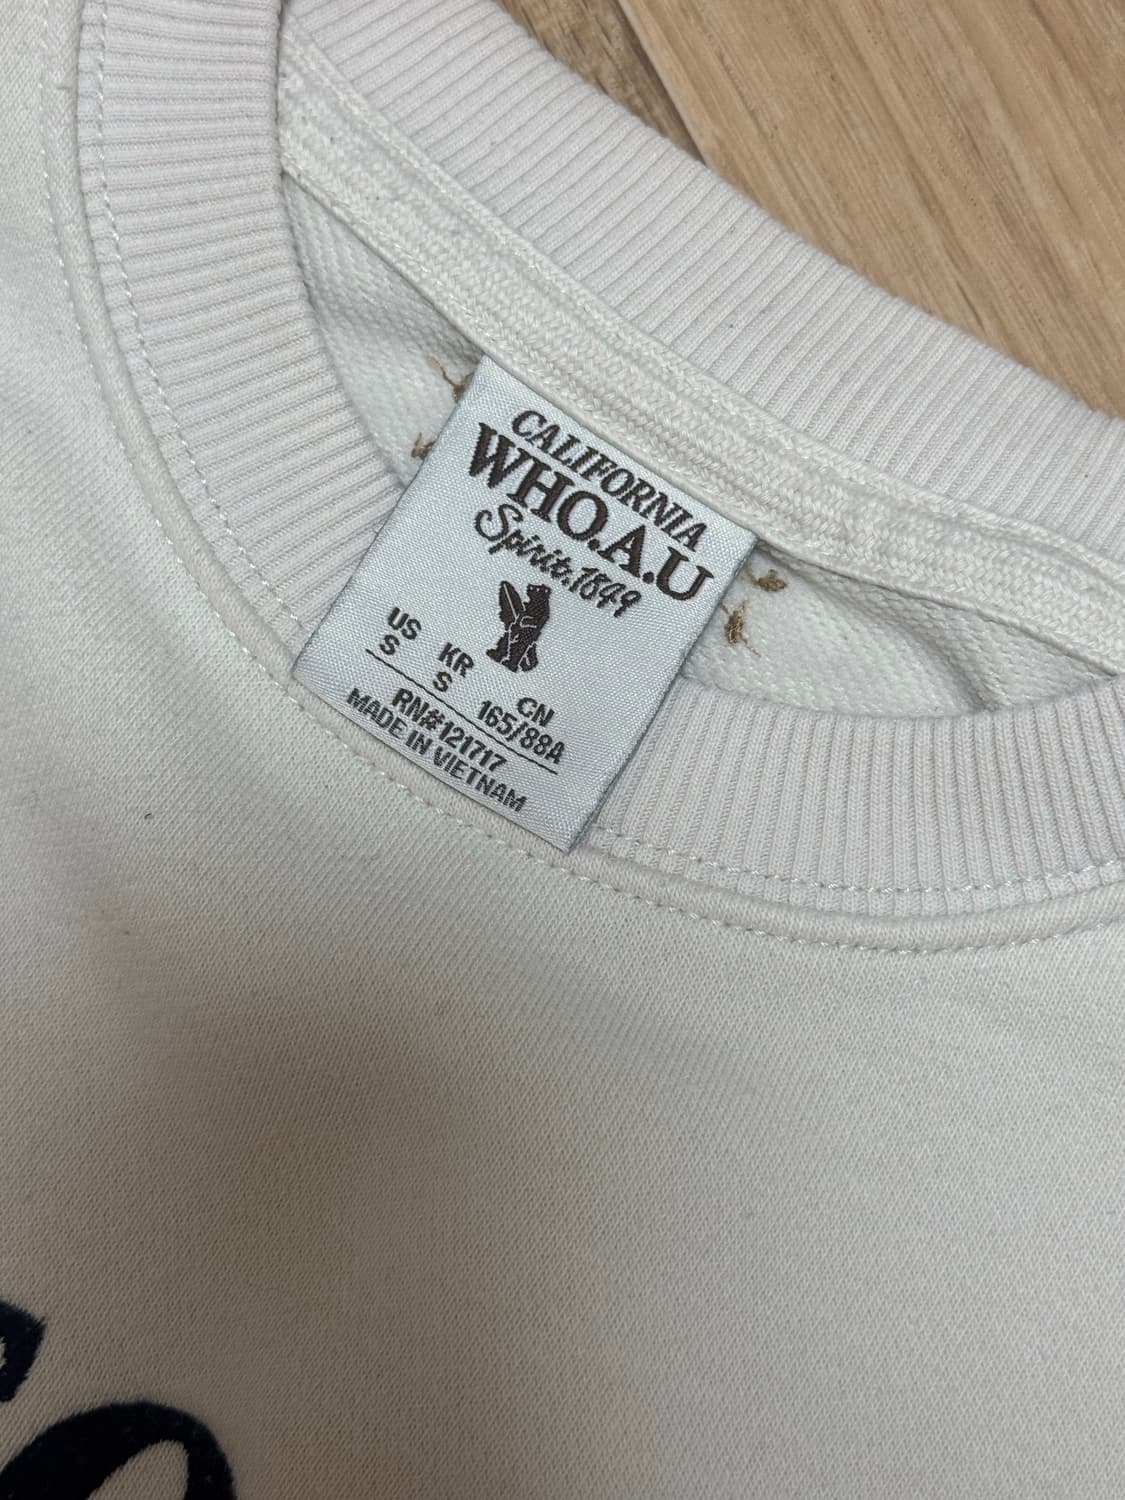 CALIFORNIA
WHO.A.U
Spirit.1849
US KR CN
S S 165/88A
RN#121717
MADE IN VIETNAM